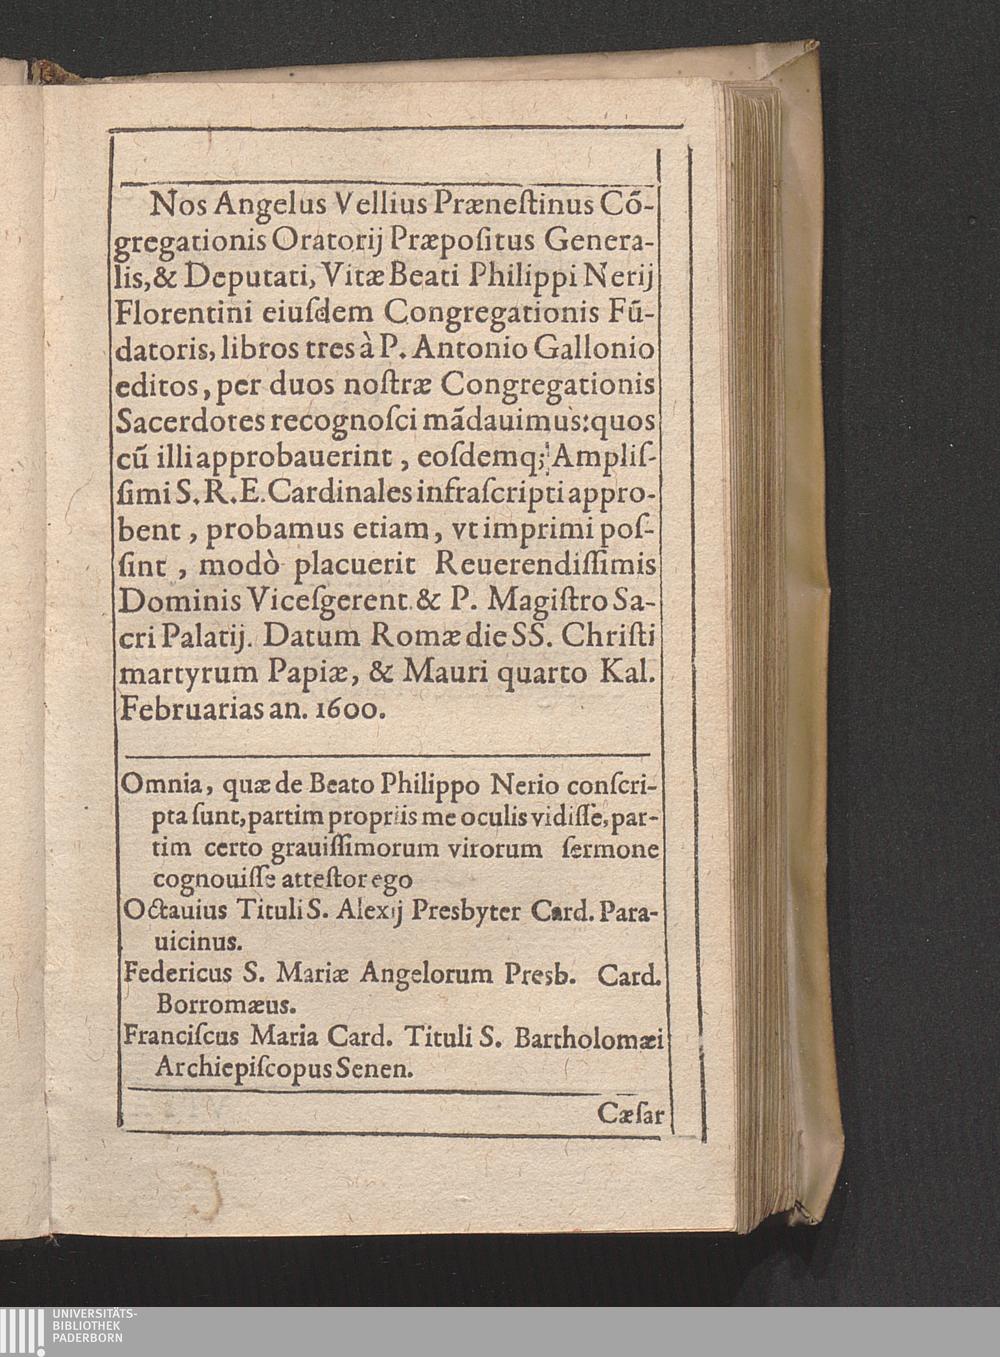 Nos Angelus Vellius Præneſtinus Cō-
gregationis Oratorij Præpoſitus Genera-
lis, & Deputati, Vitæ Beati Philippi Nerij
Florentini eiuſdem Congregationis Fū-
datoris, libros tres à P. Antonio Gallonio
editos, per duos noſtræ Congregationis
Sacerdotes recognoſci mādauimus: quos
cū illi approbauerint, eoſdemq; Ampliſ-
ſimi S. R. E. Cardinales infraſcripti appro-
bent, probamus etiam, vt imprimi poſ-
ſint, modò placuerit Reuerendiſſimis
Dominis Viceſgerent. & P. Magiſtro Sa-
cri Palatij. Datum Romæ die SS. Chriſti
martyrum Papiæ, & Mauri quarto Kal.
Februarias an. 1600.
Omnia, quæ de Beato Philippo Nerio conſcri-
pta ſunt, partim propriis me oculis vidiſſe, par-
tim certo grauiſſimorum virorum ſermone
cognouiſſe atteſtor ego
Octauius Tituli S. Alexij Presbyter Card. Para-
uicinus.
Federicus S. Mariæ Angelorum Presb. Card.
Borromæus.
Franciſcus Maria Card. Tituli S. Bartholomæi
Archiepiſcopus Senen.
Cæſar
UNIVERSITÄTS-
BIBLIOTHEK
PADERBORN